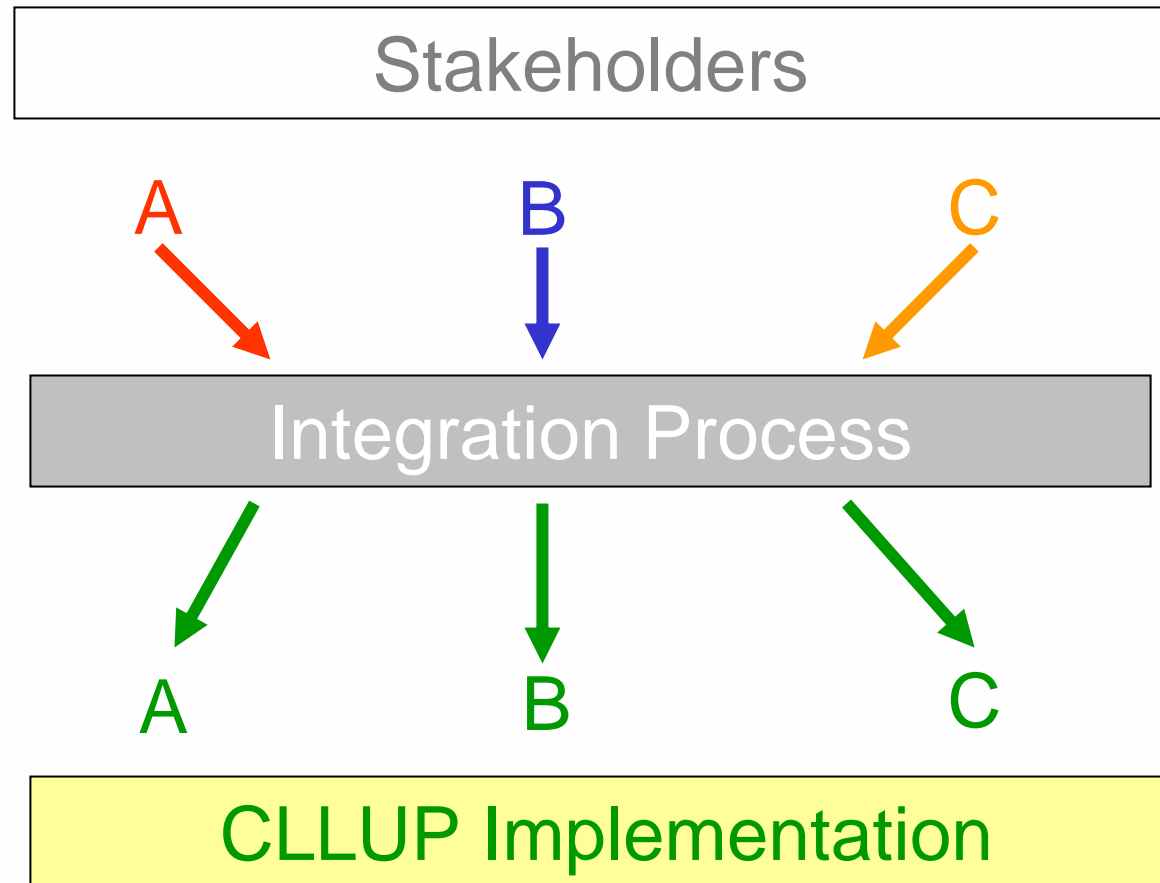 Stakeholders
A B C
Integration Process
A B C
CLLUP Implementation